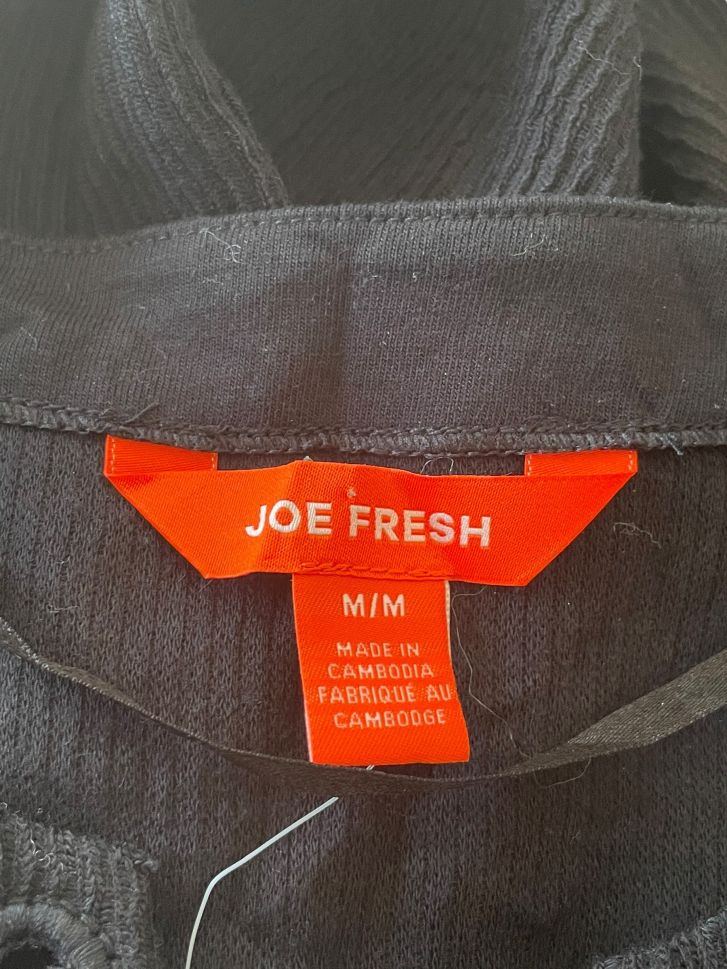 JOE FRESH
M/M
MADE IN
CAMBODIA
FABRIQUÉ AU
CAMBODGE